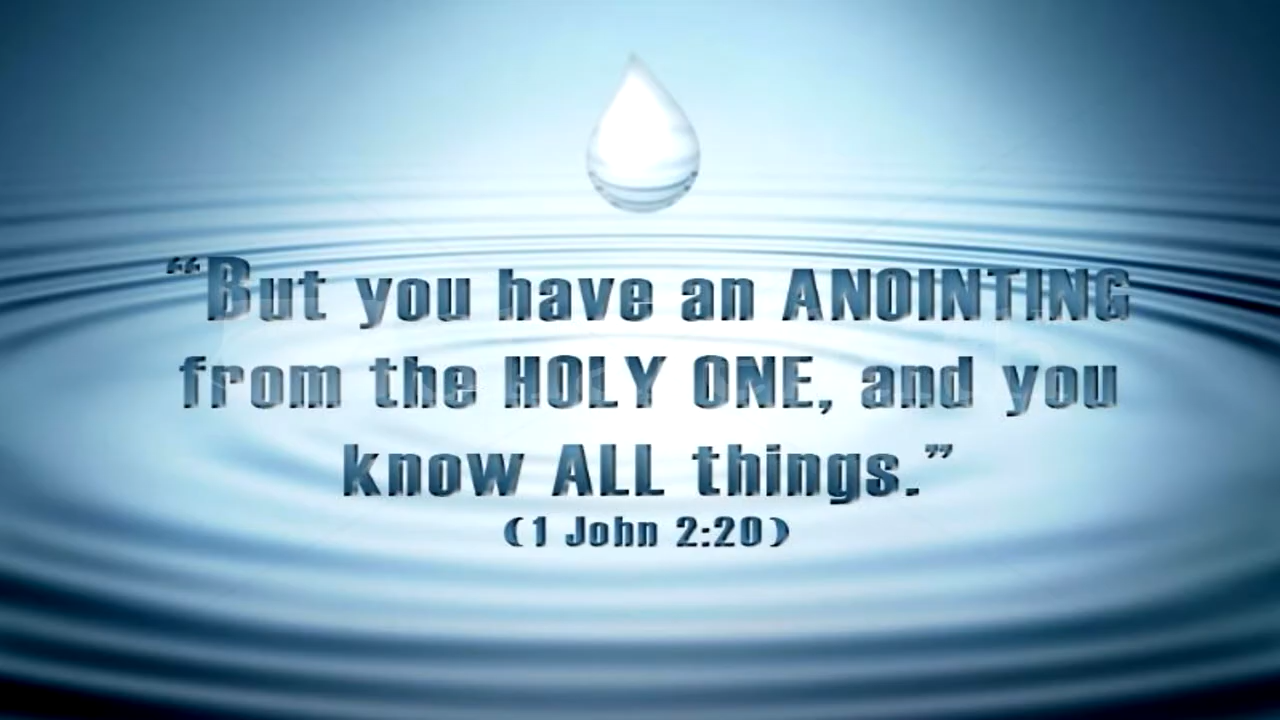 “But you have an ANOINTING
from the HOLY ONE, and you
know ALL things.”
(1 John 2:20)